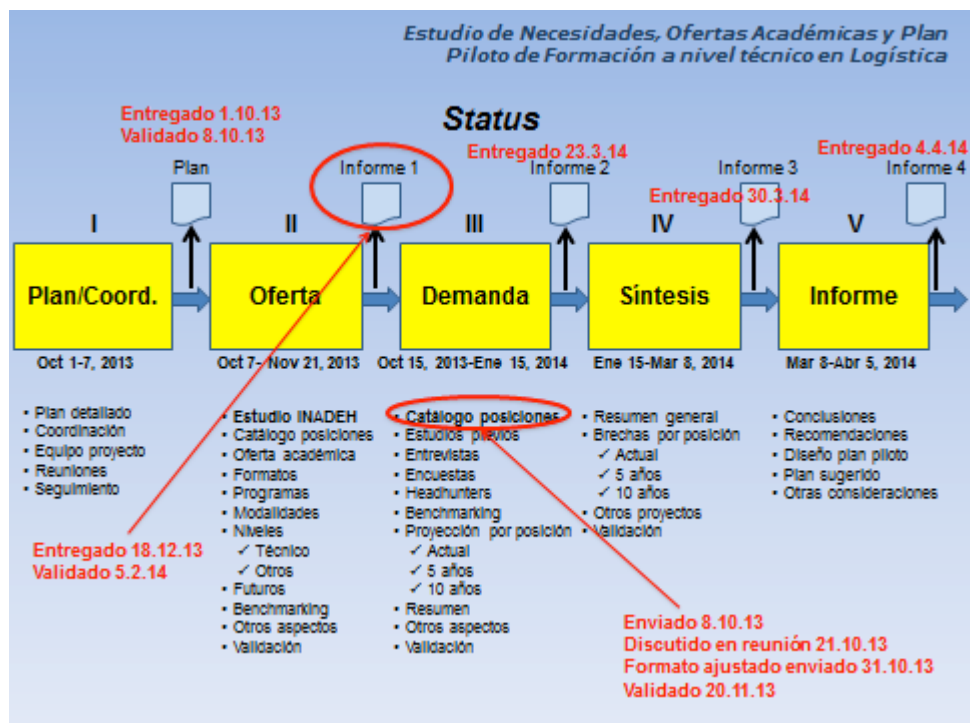 Estudio de Necesidades, Ofertas Académicas y Plan
Piloto de Formación a nivel técnico en Logística
Status
Entregado 1.10.13
Validado 8.10.13
Entregado 23.3.14
Entregado 4.4.14
Plan
Informe 1
Informe 2
Informe 3
Informe 4
Entregado 30.3.14
I
II
III
IV
V
Plan/Coord.
Oferta
Demanda
Síntesis
Informe
Oct 1-7, 2013
Oct 7- Nov 21, 2013
Oct 15, 2013-Ene 15, 2014
Ene 15-Mar 8, 2014
Mar 8-Abr 5, 2014
• Plan detallado
• Coordinación
• Equipo proyecto
• Reuniones
• Seguimiento
• Estudio INADEH
• Catálogo posiciones
• Oferta académica
• Formatos
• Programas
• Modalidades
• Niveles
✓ Técnico
✓ Otros
• Futuros
• Benchmarking
• Otros aspectos
• Validación
• Catálogo posiciones
• Estudios previos
• Entrevistas
• Encuestas
• Headhunters
• Benchmarking
• Proyección por posición
✓ Actual
✓ 5 años
✓ 10 años
• Resumen
• Otros aspectos
• Validación
• Resumen general
• Brechas por posición
✓ Actual
✓ 5 años
✓ 10 años
• Otros proyectos
• Validación
• Conclusiones
• Recomendaciones
• Diseño plan piloto
• Plan sugerido
• Otras consideraciones
Entregado 18.12.13
Validado 5.2.14
Enviado 8.10.13
Discutido en reunión 21.10.13
Formato ajustado enviado 31.10.13
Validado 20.11.13